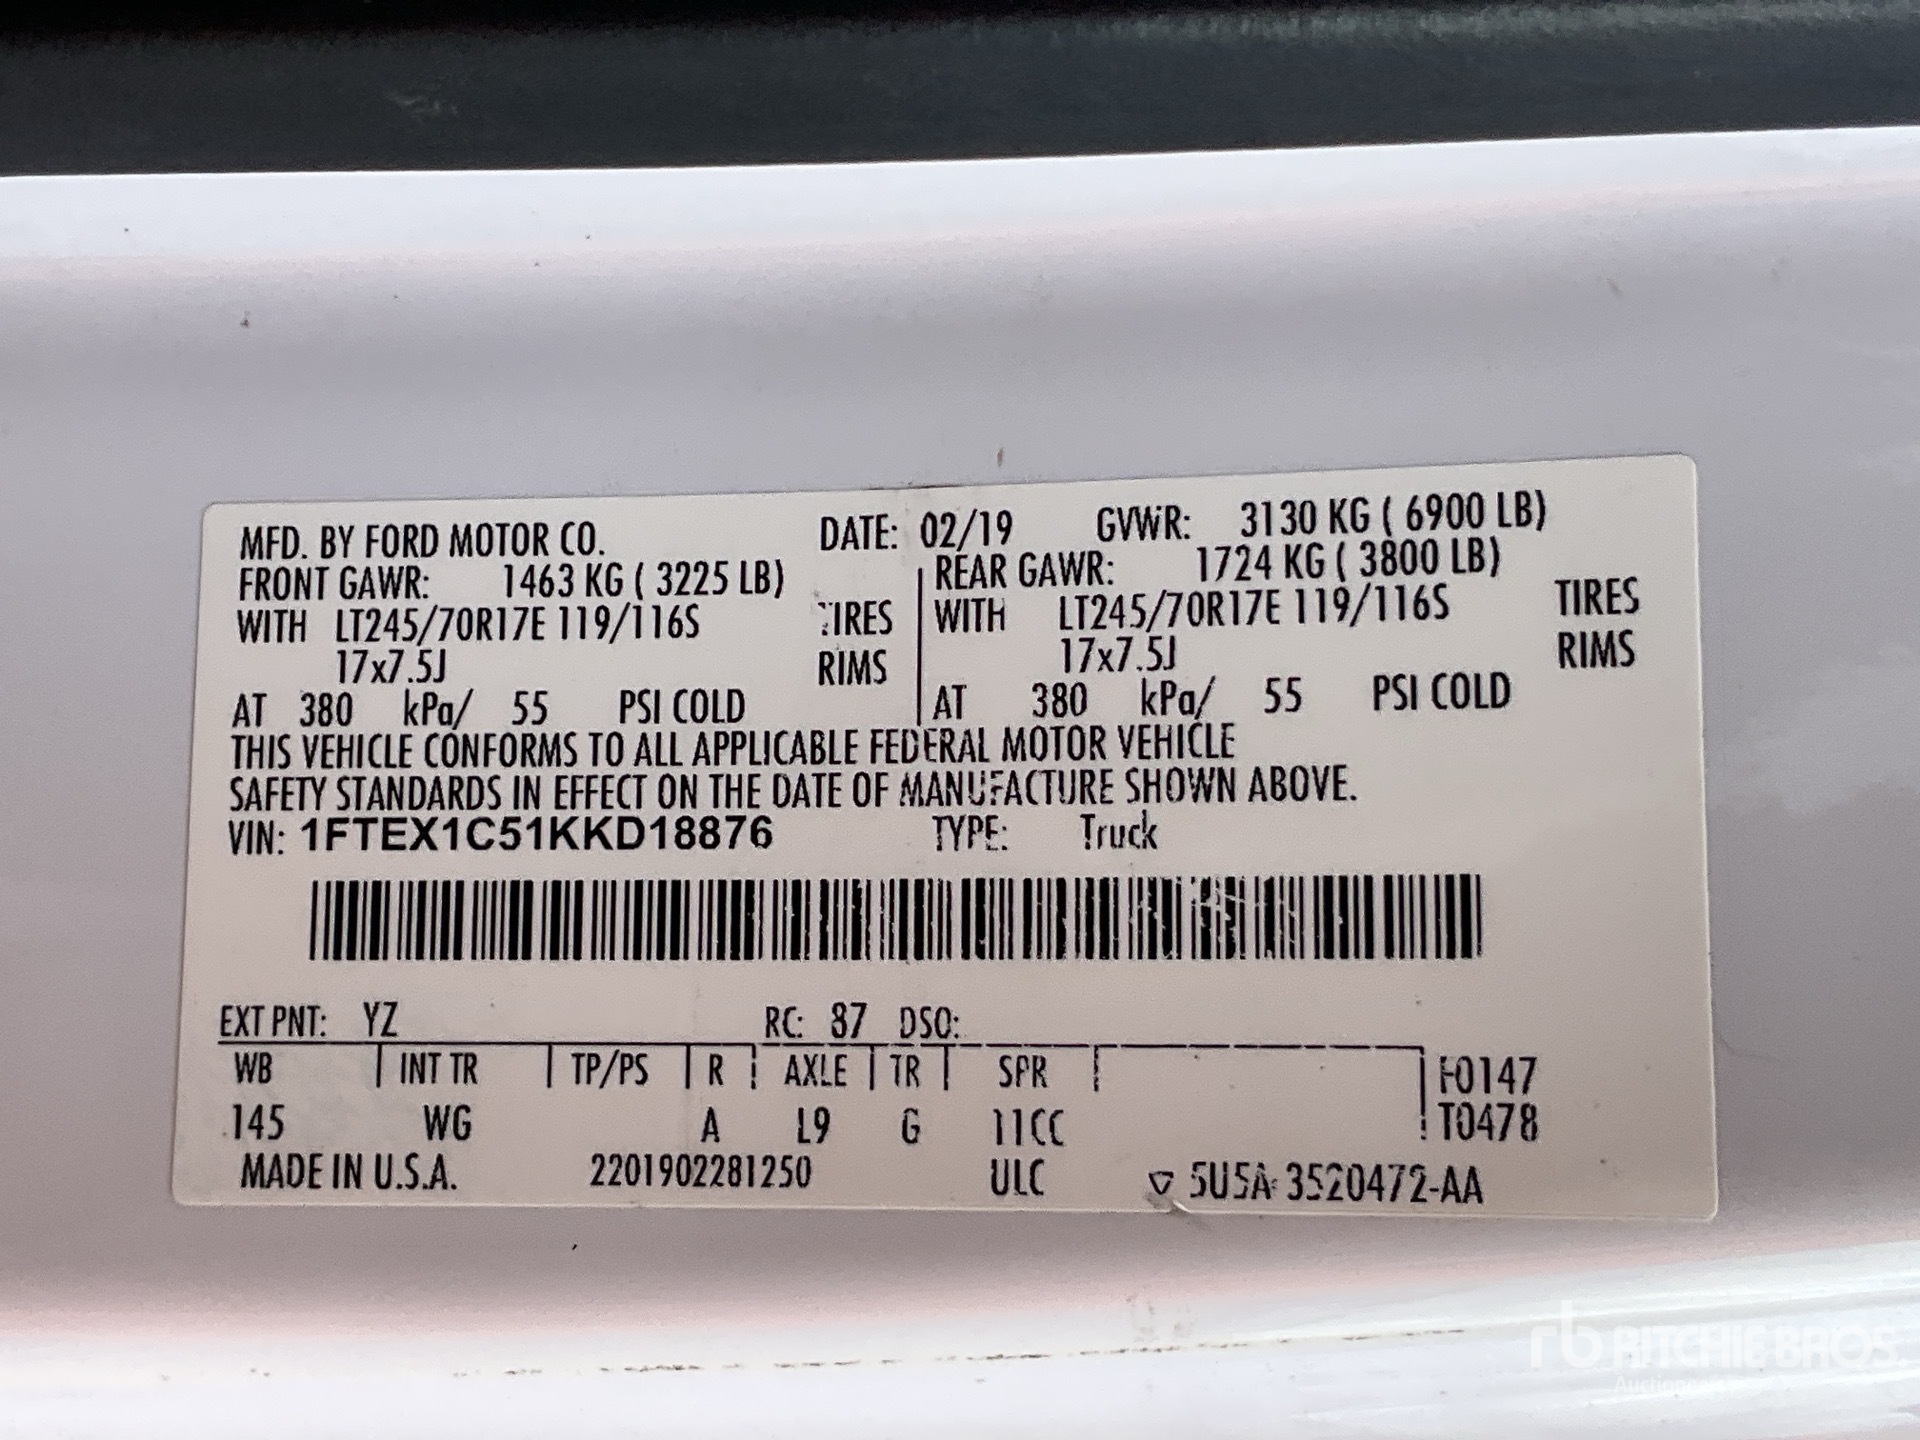 MFD. BY FORD MOTOR CO. DATE: 02/19 GVWR: 3130 KG ( 6900 LB)
FRONT GAWR: 1463 KG ( 3225 LB) REAR GAWR: 1724 KG ( 3800 LB)
WITH LT245/70R17E 119/116S TIRES WITH LT245/70R17E 119/116S TIRES
17x7.5J RIMS 17x7.5J RIMS
AT 380 kPa/ 55 PSI COLD AT 380 kPa/ 55 PSI COLD
THIS VEHICLE CONFORMS TO ALL APPLICABLE FEDERAL MOTOR VEHICLE
SAFETY STANDARDS IN EFFECT ON THE DATE OF MANUFACTURE SHOWN ABOVE.
VIN: 1FTEX1C51KKD18876 TYPE: Truck
EXT PNT: YZ RC: 87 DSO:
WB INT TR TP/PS R AXLE TR SPR F0147
145 WG A L9 G 11CC T0478
MADE IN U.S.A. 2201902281250 ULC 5U5A-3520472-AA
rb RITCHIE BROS.
Auctioneers